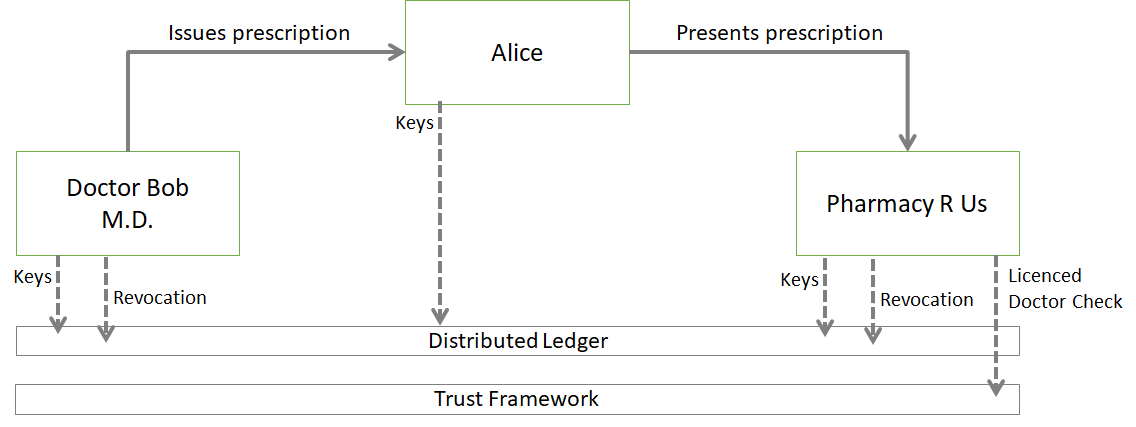 Issues prescription
Alice
Presents prescription
Keys
Doctor Bob
M.D.
Pharmacy R Us
Keys
Revocation
Keys
Revocation
Licenced
Doctor Check
Distributed Ledger
Trust Framework